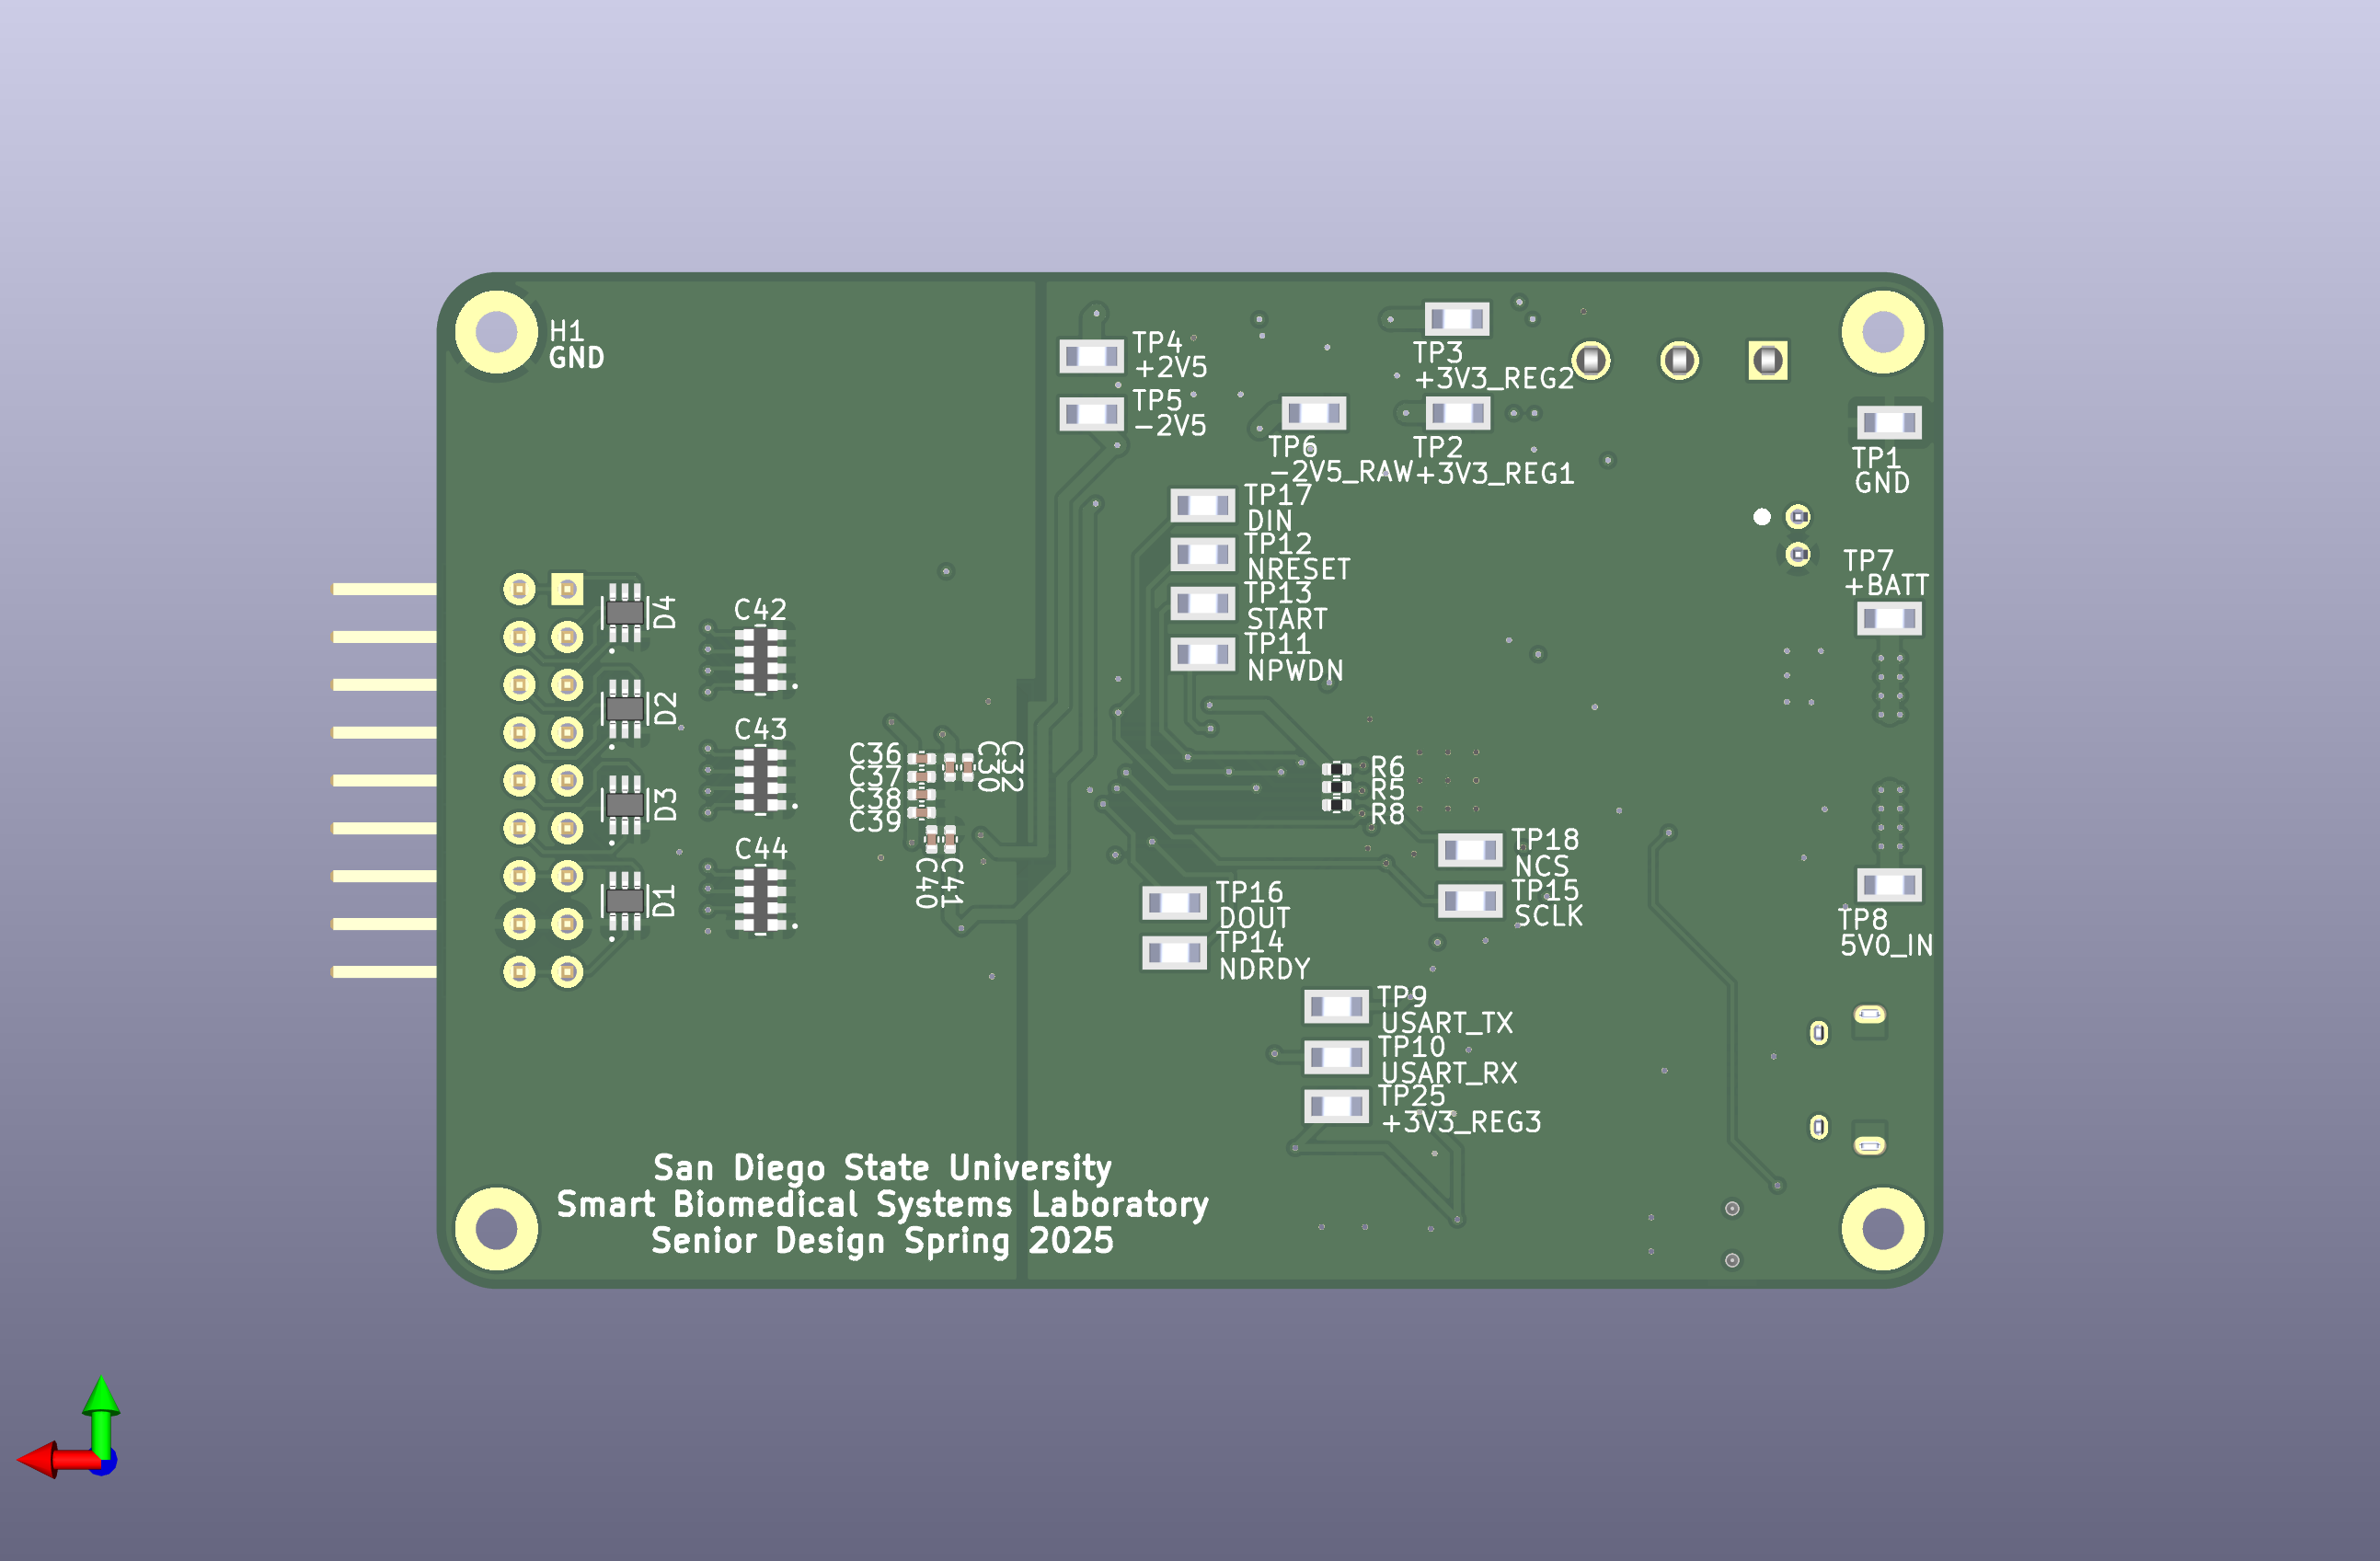 H1
GND
TP4
+2V5
TP5
-2V5
TP3
+3V3_REG2
TP6
-2V5_RAW
TP2
+3V3_REG1
TP1
GND
TP17
DIN
TP12
NRESET
TP13
START
TP11
NPWDN
TP7
+BATT
D4
C42
D2
C43
D3
C44
D1
C36
C37
C38
C39
C30
C32
C40
C41
R6
R5
R8
TP18
NCS
TP15
SCLK
TP16
DOUT
TP14
NDRDY
TP8
5V0_IN
TP9
USART_TX
TP10
USART_RX
TP25
+3V3_REG3
San Diego State University
Smart Biomedical Systems Laboratory
Senior Design Spring 2025